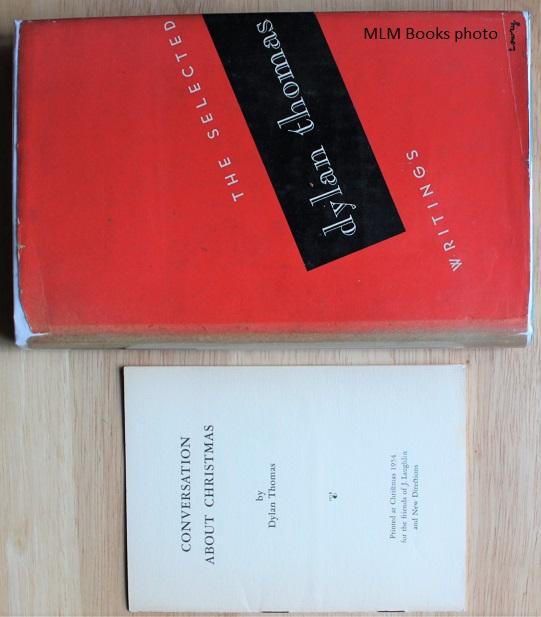 MLM Books photo
THE SELECTED
dylan thomas
WRITINGS
CONVERSATION
ABOUT CHRISTMAS
by
Dylan Thomas
Printed at Christmas 1954
for the friends of J. Laughlin
and New Directions